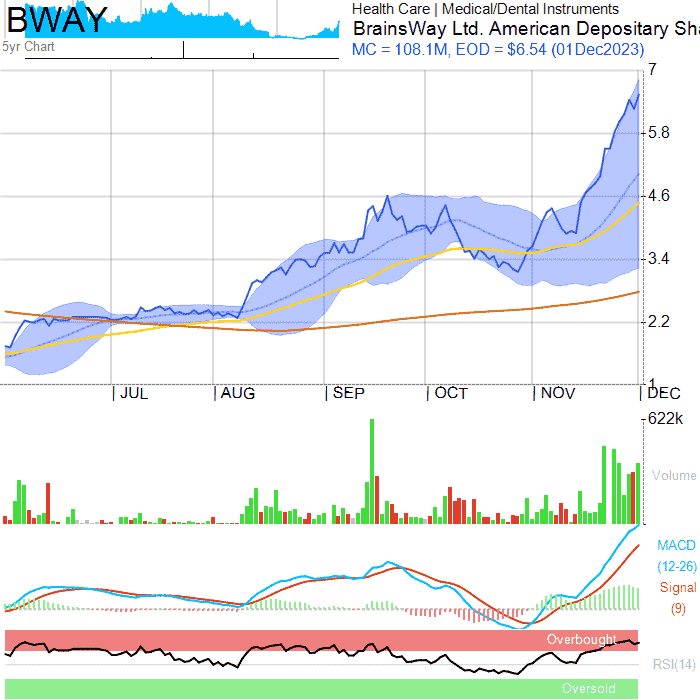 BWAY
Health Care | Medical/Dental Instruments
BrainsWay Ltd. American Depositary Sha
MC = 108.1M, EOD = $6.54 (01Dec2023)
5yr Chart
7
5.8
4.6
3.4
2.2
1
JUL AUG SEP OCT NOV DEC
622k
Volume
MACD
(12-26)
Signal
(9)
Overbought
RSI(14)
Oversold